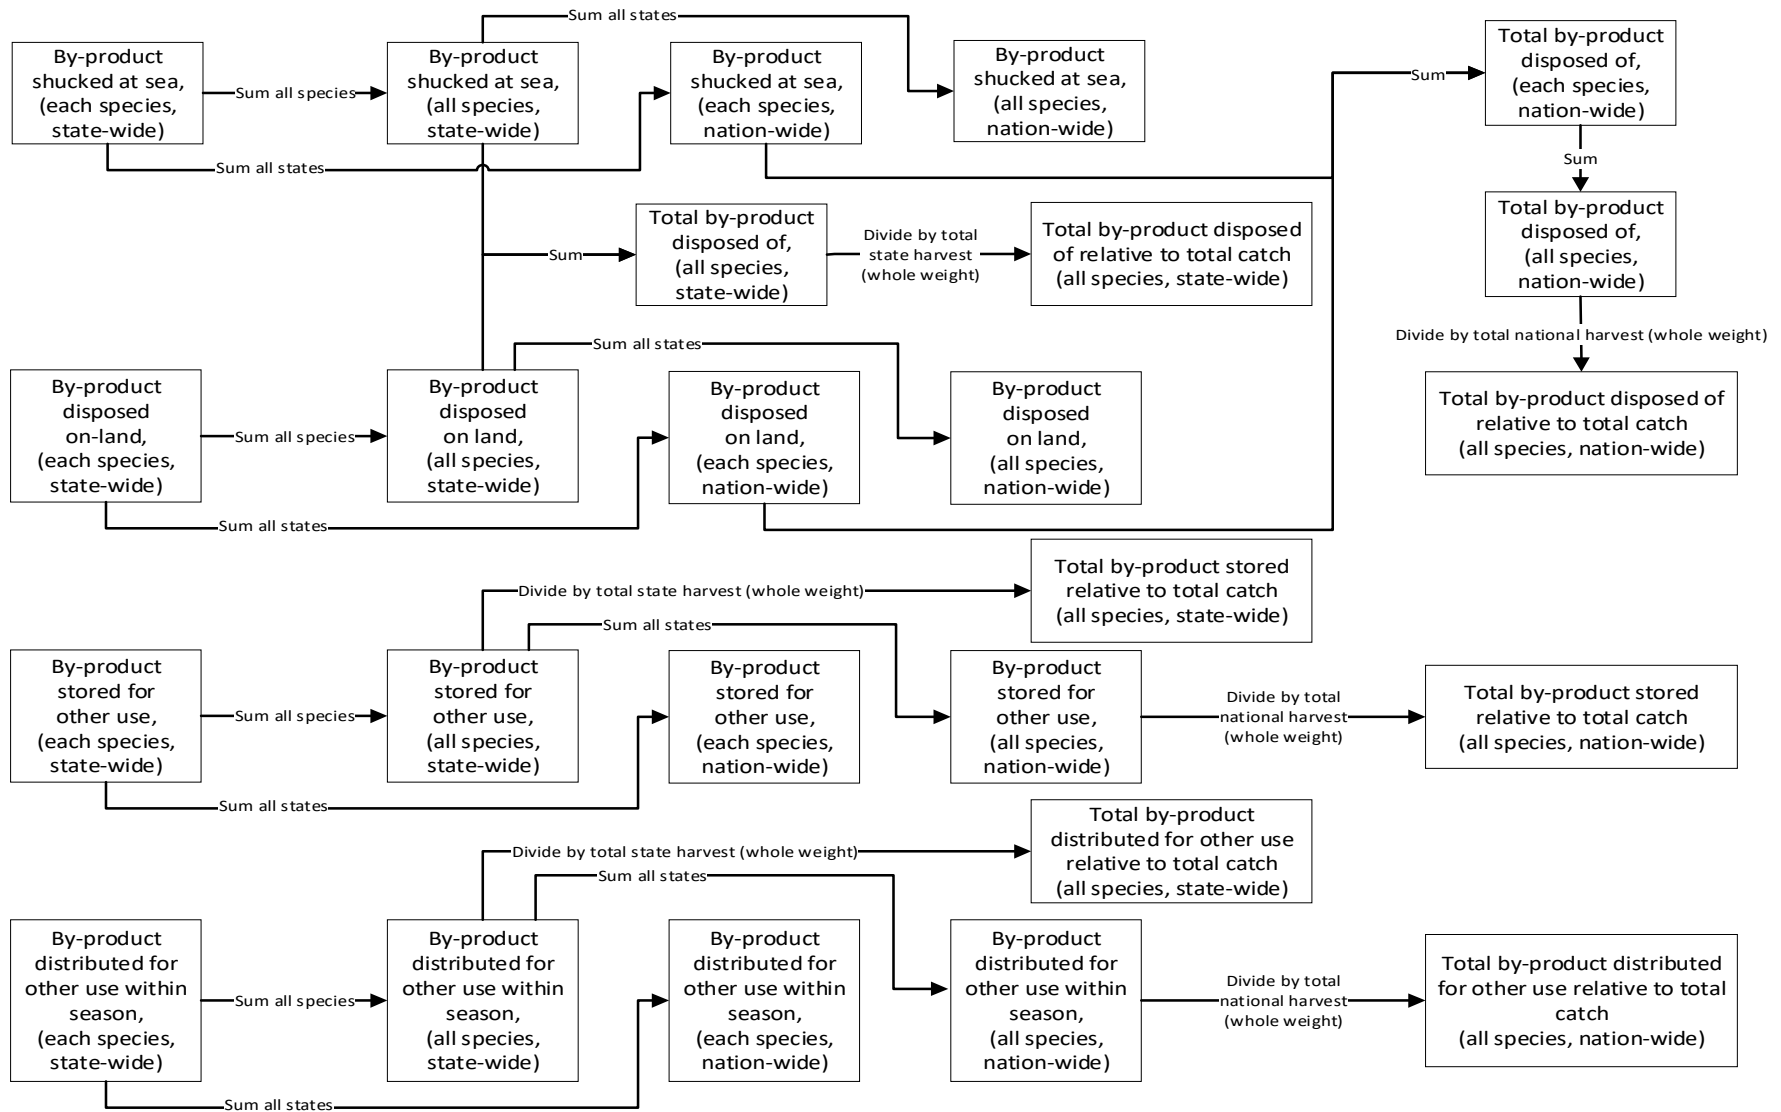 Sum all states
By-product
shucked at sea,
(each species,
state-wide)
Sum all species
By-product
shucked at sea,
(all species,
state-wide)
By-product
shucked at sea,
(each species,
nation-wide)
By-product
shucked at sea,
(all species,
nation-wide)
Sum
Total by-product
disposed of,
(each species,
nation-wide)
Sum all states
Sum
Total by-product
disposed of,
(all species,
nation-wide)
Sum
Total by-product
disposed of,
(all species,
state-wide)
Divide by total
state harvest
(whole weight)
Total by-product disposed
of relative to total catch
(all species, state-wide)
Divide by total national harvest (whole weight)
Total by-product disposed of
relative to total catch
(all species, nation-wide)
Sum all states
By-product
disposed
on-land,
(each species,
state-wide)
Sum all species
By-product
disposed
on land,
(all species,
state-wide)
By-product
disposed
on land,
(each species,
nation-wide)
By-product
disposed
on land,
(all species,
nation-wide)
Sum all states
Divide by total state harvest (whole weight)
Total by-product stored
relative to total catch
(all species, state-wide)
Sum all states
By-product
stored for
other use,
(each species,
state-wide)
Sum all species
By-product
stored for
other use,
(all species,
state-wide)
By-product
stored for
other use,
(each species,
nation-wide)
By-product
stored for
other use,
(all species,
nation-wide)
Divide by total
national harvest
(whole weight)
Total by-product stored
relative to total catch
(all species, nation-wide)
Sum all states
Divide by total state harvest (whole weight)
Total by-product
distributed for other use
relative to total catch
(all species, state-wide)
Sum all states
By-product
distributed for
other use within
season,
(each species,
state-wide)
Sum all species
By-product
distributed for
other use within
season,
(all species,
state-wide)
By-product
distributed for
other use within
season,
(each species,
nation-wide)
By-product
distributed for
other use within
season,
(all species,
nation-wide)
Divide by total
national harvest
(whole weight)
Total by-product distributed
for other use relative to total
catch
(all species, nation-wide)
Sum all states